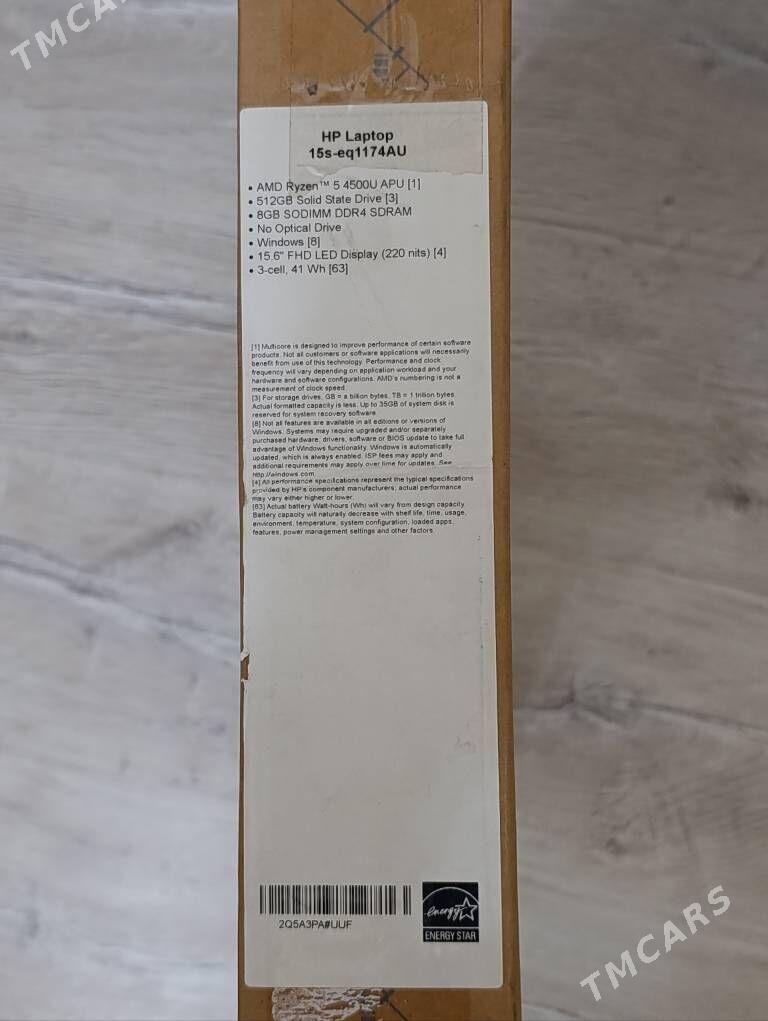 TMCARS
HP Laptop
15s-eq1174AU
• AMD Ryzen™ 5 4500U APU [1]
• 512GB Solid State Drive [3]
• 8GB SODIMM DDR4 SDRAM
• No Optical Drive
• Windows [8]
• 15.6" FHD LED Display (220 nits) [4]
• 3-cell, 41 Wh [63]
[1] Multicore is designed to improve performance of certain software
products. Not all customers or software applications will necessarily
benefit from use of this technology. Performance and clock
frequency will vary depending on application workload and your
hardware and software configurations. AMD's numbering is not a
measurement of clock speed.
[3] For storage drives, GB = a billion bytes. TB = 1 trillion bytes.
Actual formatted capacity is less. Up to 35GB of system disk is
reserved for system recovery software.
[8] Not all features are available in all editions or versions of
Windows. Systems may require upgraded and/or separately
purchased hardware, drivers, software or BIOS update to take full
advantage of Windows functionality. Windows is automatically
updated, which is always enabled. ISP fees may apply and
additional requirements may apply over time for updates. See
http://windows.com.
[4] All performance specifications represent the typical specifications
provided by HP's component manufacturers; actual performance
may vary either higher or lower.
[63] Actual battery Watt-hours (Wh) will vary from design capacity.
Battery capacity will naturally decrease with shelf life, time, usage,
environment, temperature, system configuration, loaded apps,
features, power management settings and other factors.
2Q5A3PA#UUF
energy
ENERGY STAR
TMCARS